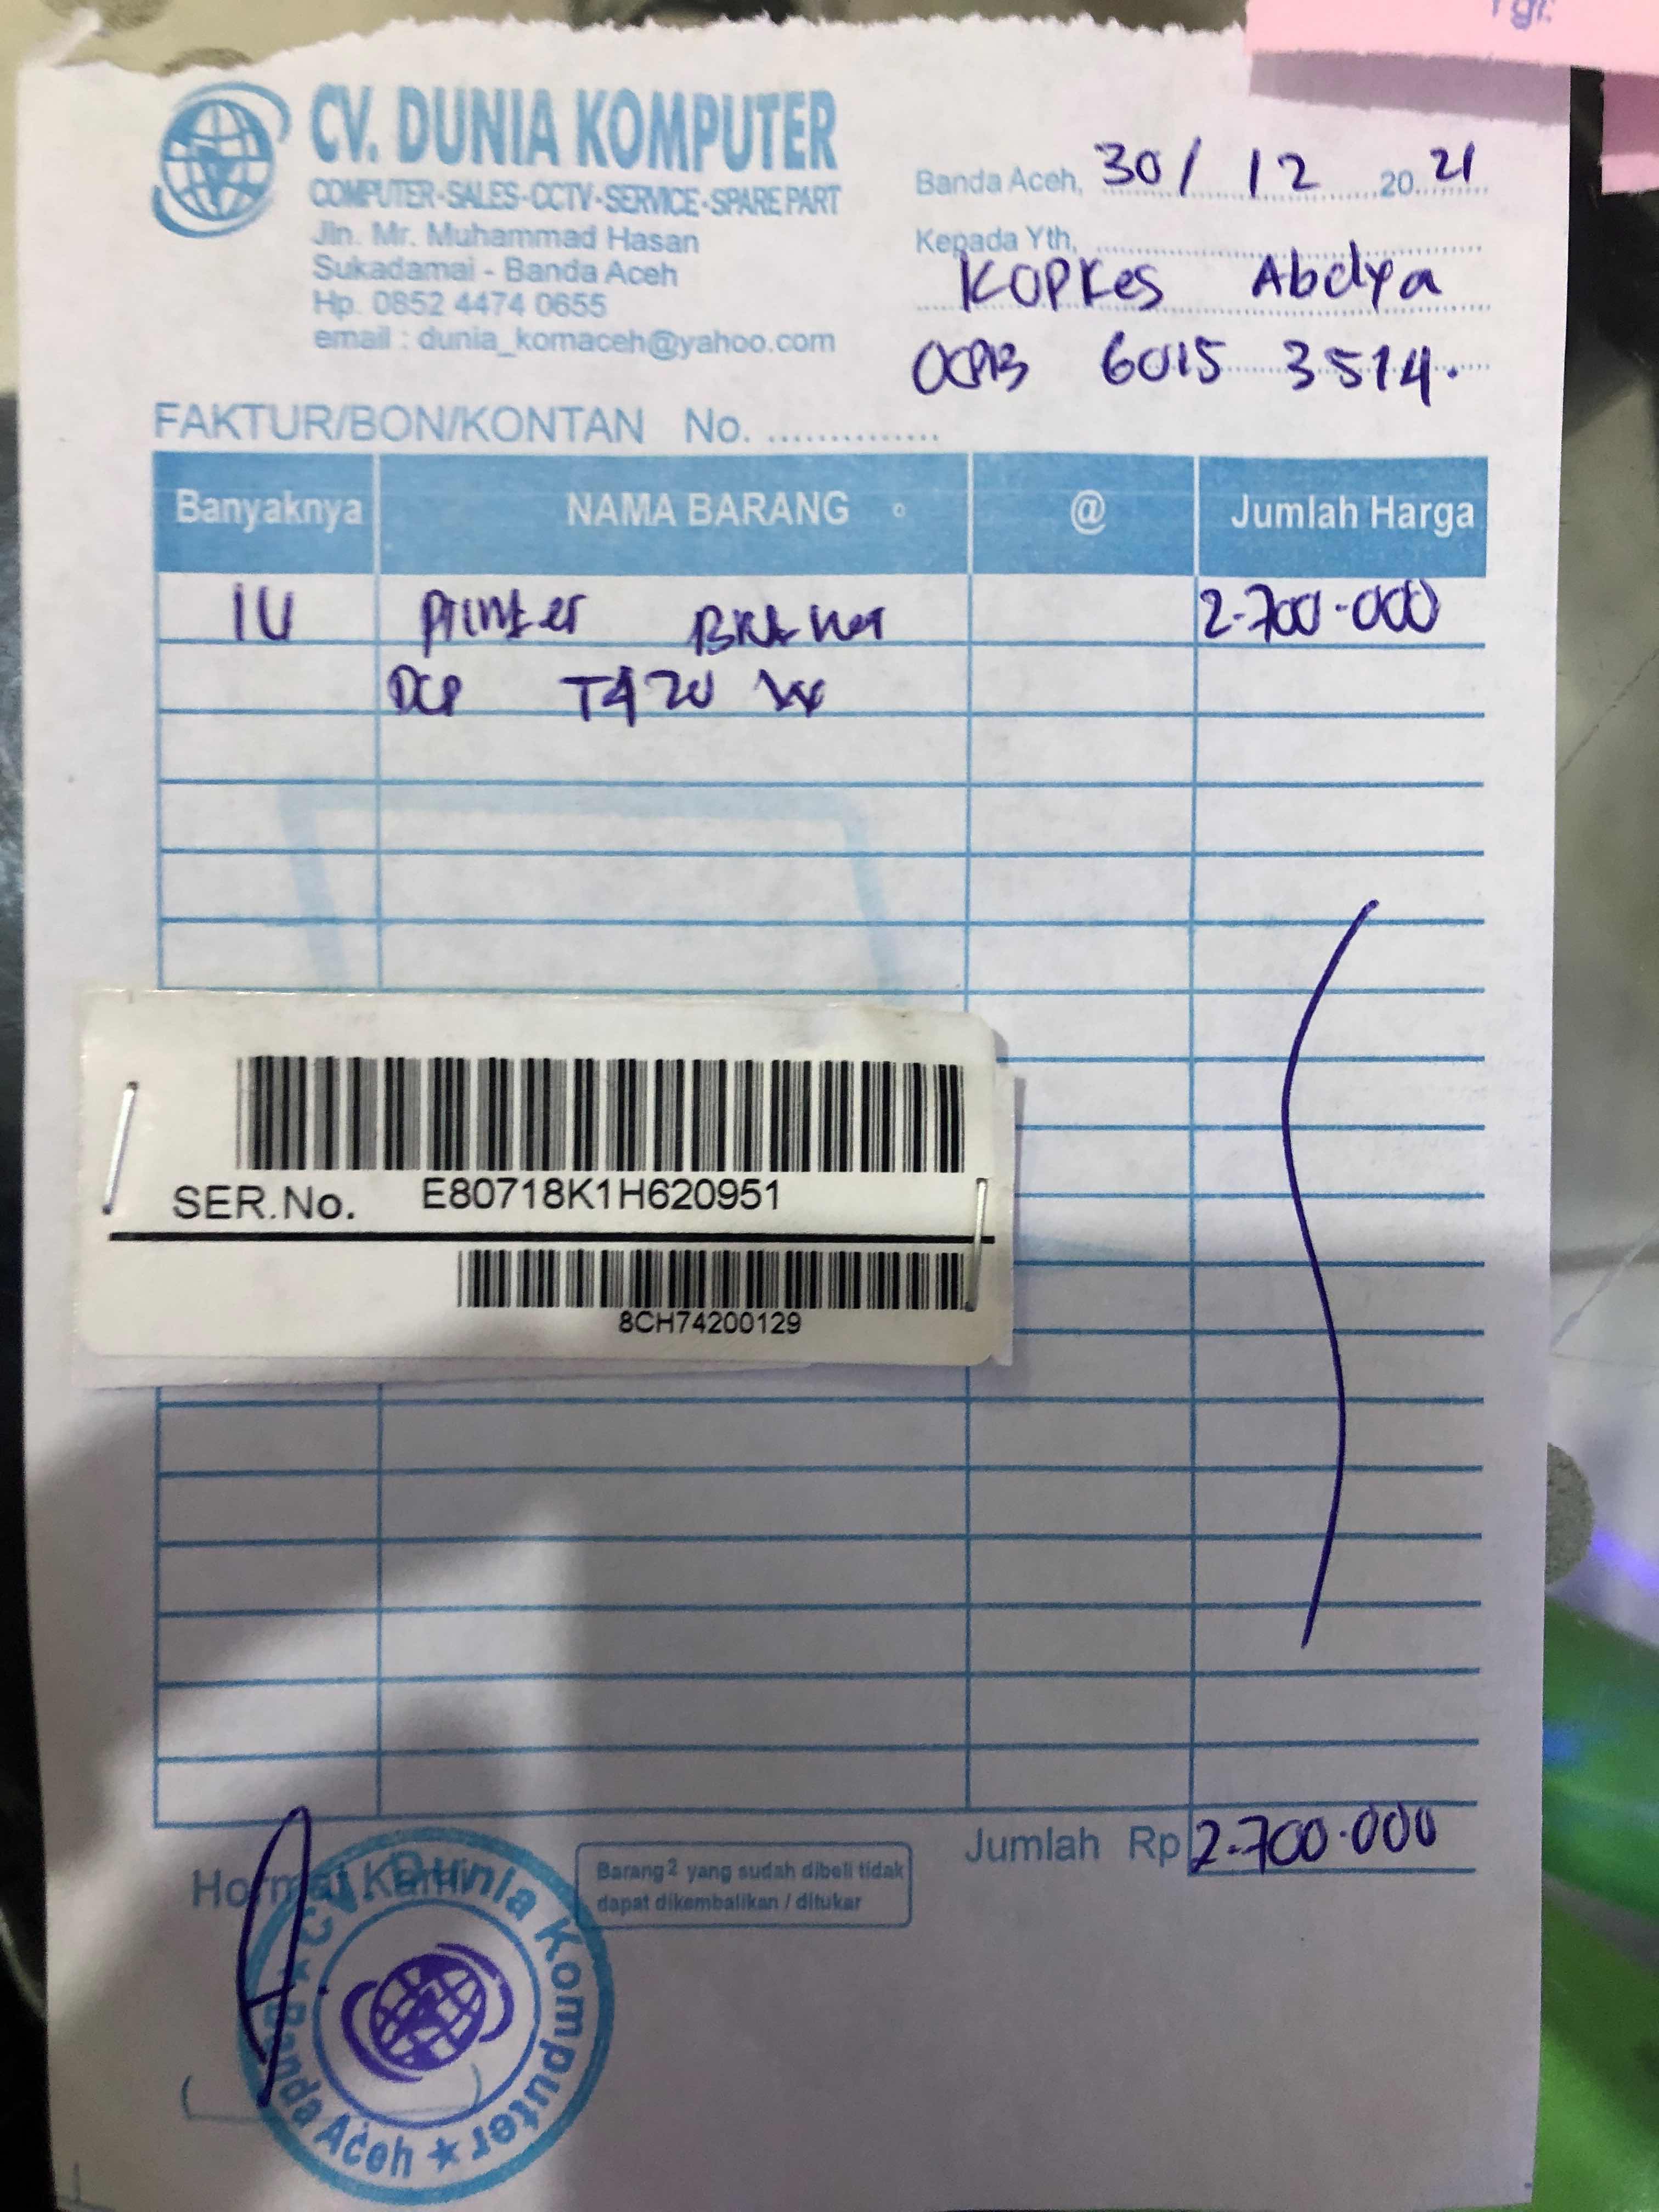 Tgl.
CV. DUNIA KOMPUTER
COMPUTER-SALES-CCTV-SERVICE-SPARE PART
Jln. Mr. Muhammad Hasan
Sukadamai - Banda Aceh
Hp. 0852 4474 0655
email : dunia_komaceh@yahoo.com
Banda Aceh, 30/ 12 2021
Kepada Yth,
KOPKes Abdya
6015 3514.
FAKTUR/BON/KONTAN No. ..............
Banyaknya NAMA BARANG @ Jumlah Harga
1U Printer Brother 2.700.000
DCP T420 W
SER.No. E80718K1H620951
8CH74200129
Jumlah Rp 2.700.000
Hormat Kami
Barang2 yang sudah dibeli tidak
dapat dikembalikan / ditukar
CV. Dunia Komputer
★ Banda Aceh ★